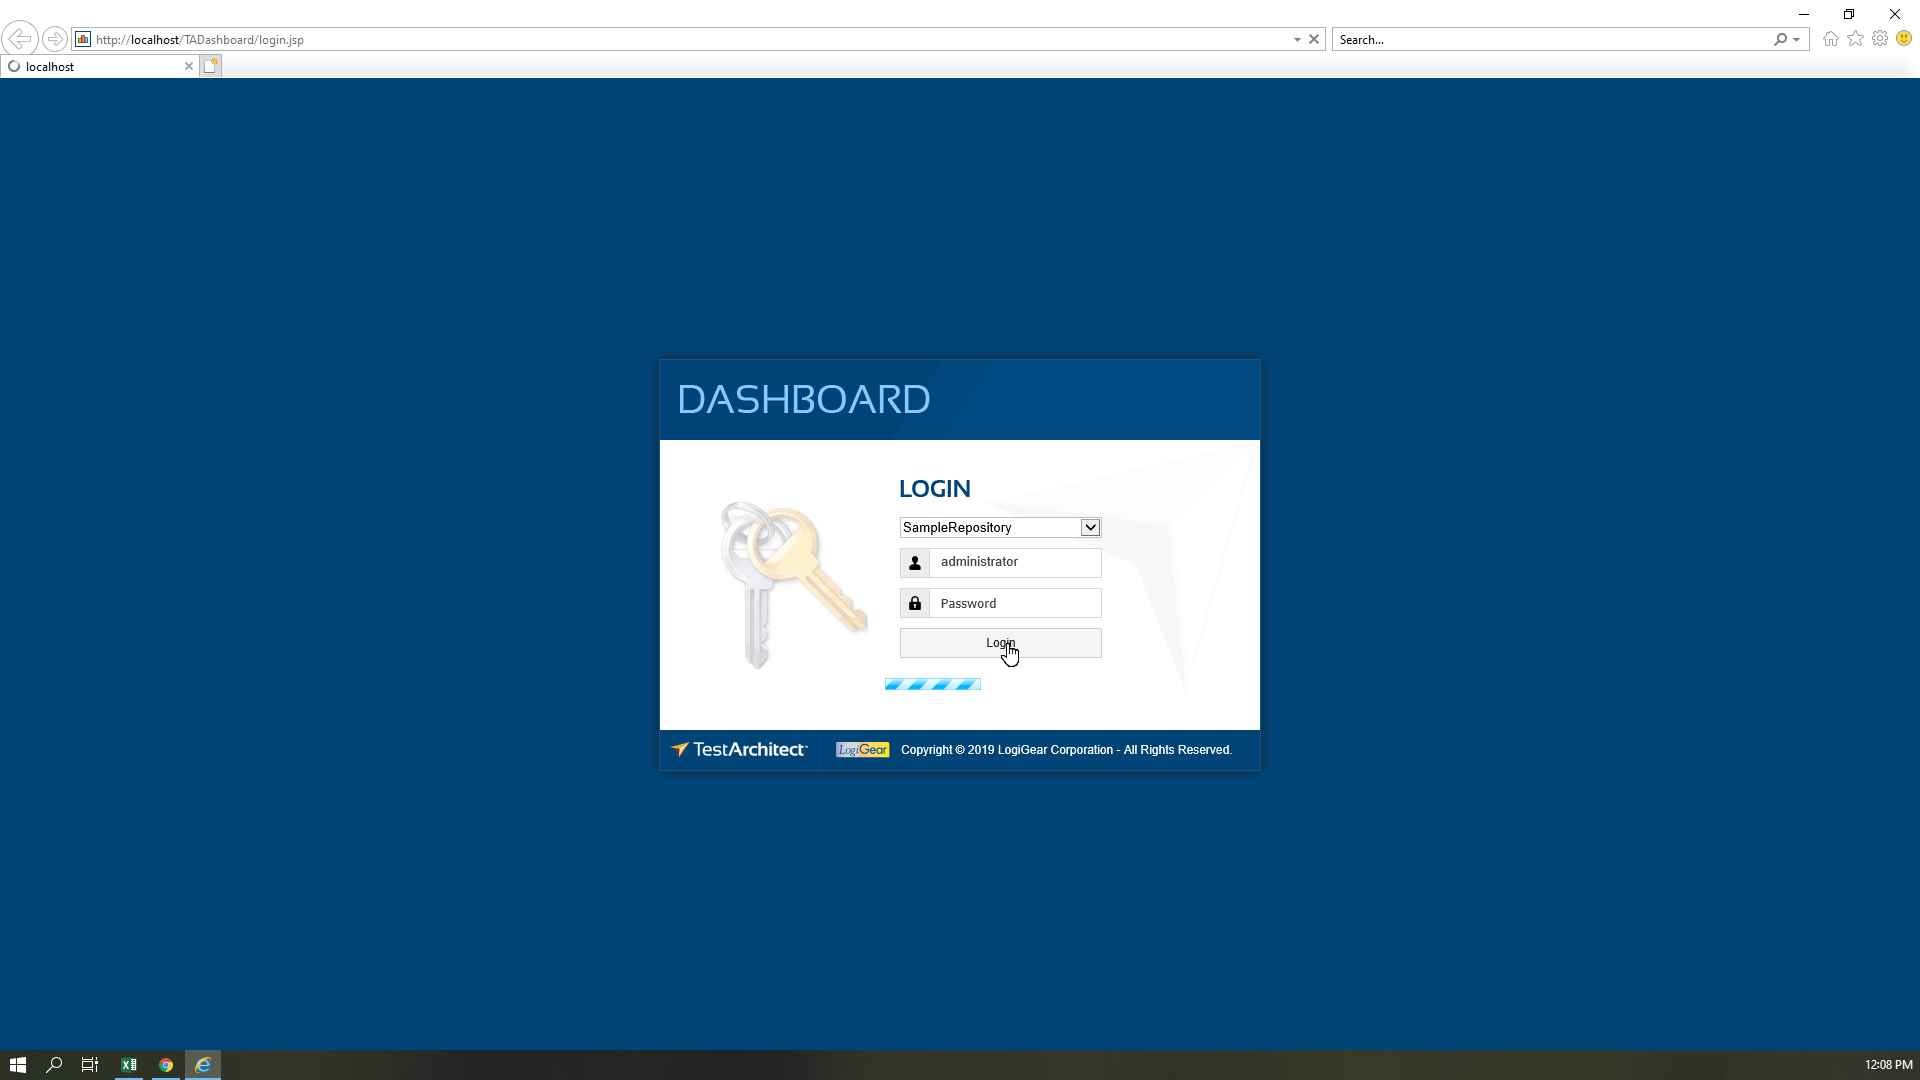 http://localhost/TADashboard/login.jsp
Search...
localhost
DASHBOARD
LOGIN
SampleRepository
administrator
Password
Login
TestArchitect
LogiGear
Copyright © 2019 LogiGear Corporation - All Rights Reserved.
12:08 PM